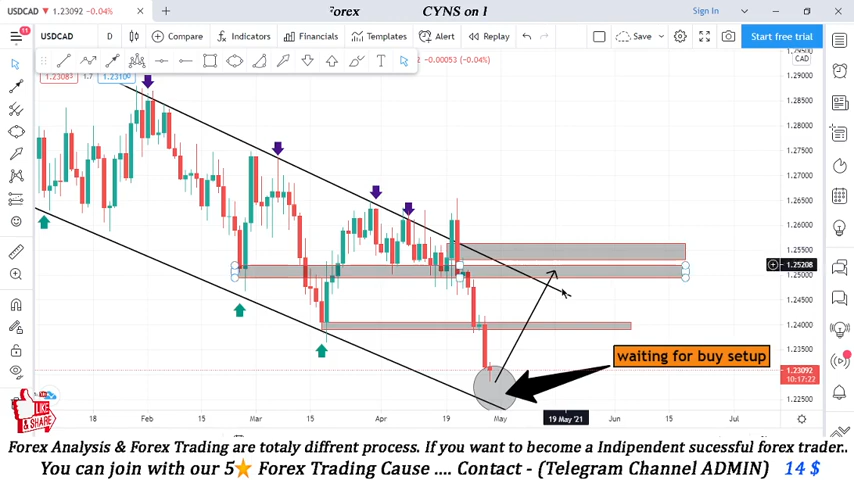 USDCAD ▼ 1.23092 −0.04%
Forex CYNS on I
Sign In
11
USDCAD
D
Compare
Indicators
Financials
Templates
Alert
Replay
Save
Start free trial
T
-0.00053 (−0.04%)
1.29500
CAD
1.23083
1.7
1.23100
1.29000
1.28500
1.28000
1.27500
1.27000
1.26500
1.26000
1.25500
1.25208
1.24500
1.24000
1.23500
1.23092
10:17:22
1.22500
waiting for buy setup
LIKE
& SHARE
18 Feb 15 Mar 15 Apr 19 May 19 May '21 Jun 15 Jul
Forex Analysis & Forex Trading are totaly diffrent process. If you want to become a Indipendent sucessful forex trader..
You can join with our 5⭐ Forex Trading Cause .... Contact - (Telegram Channel ADMIN) 14 $